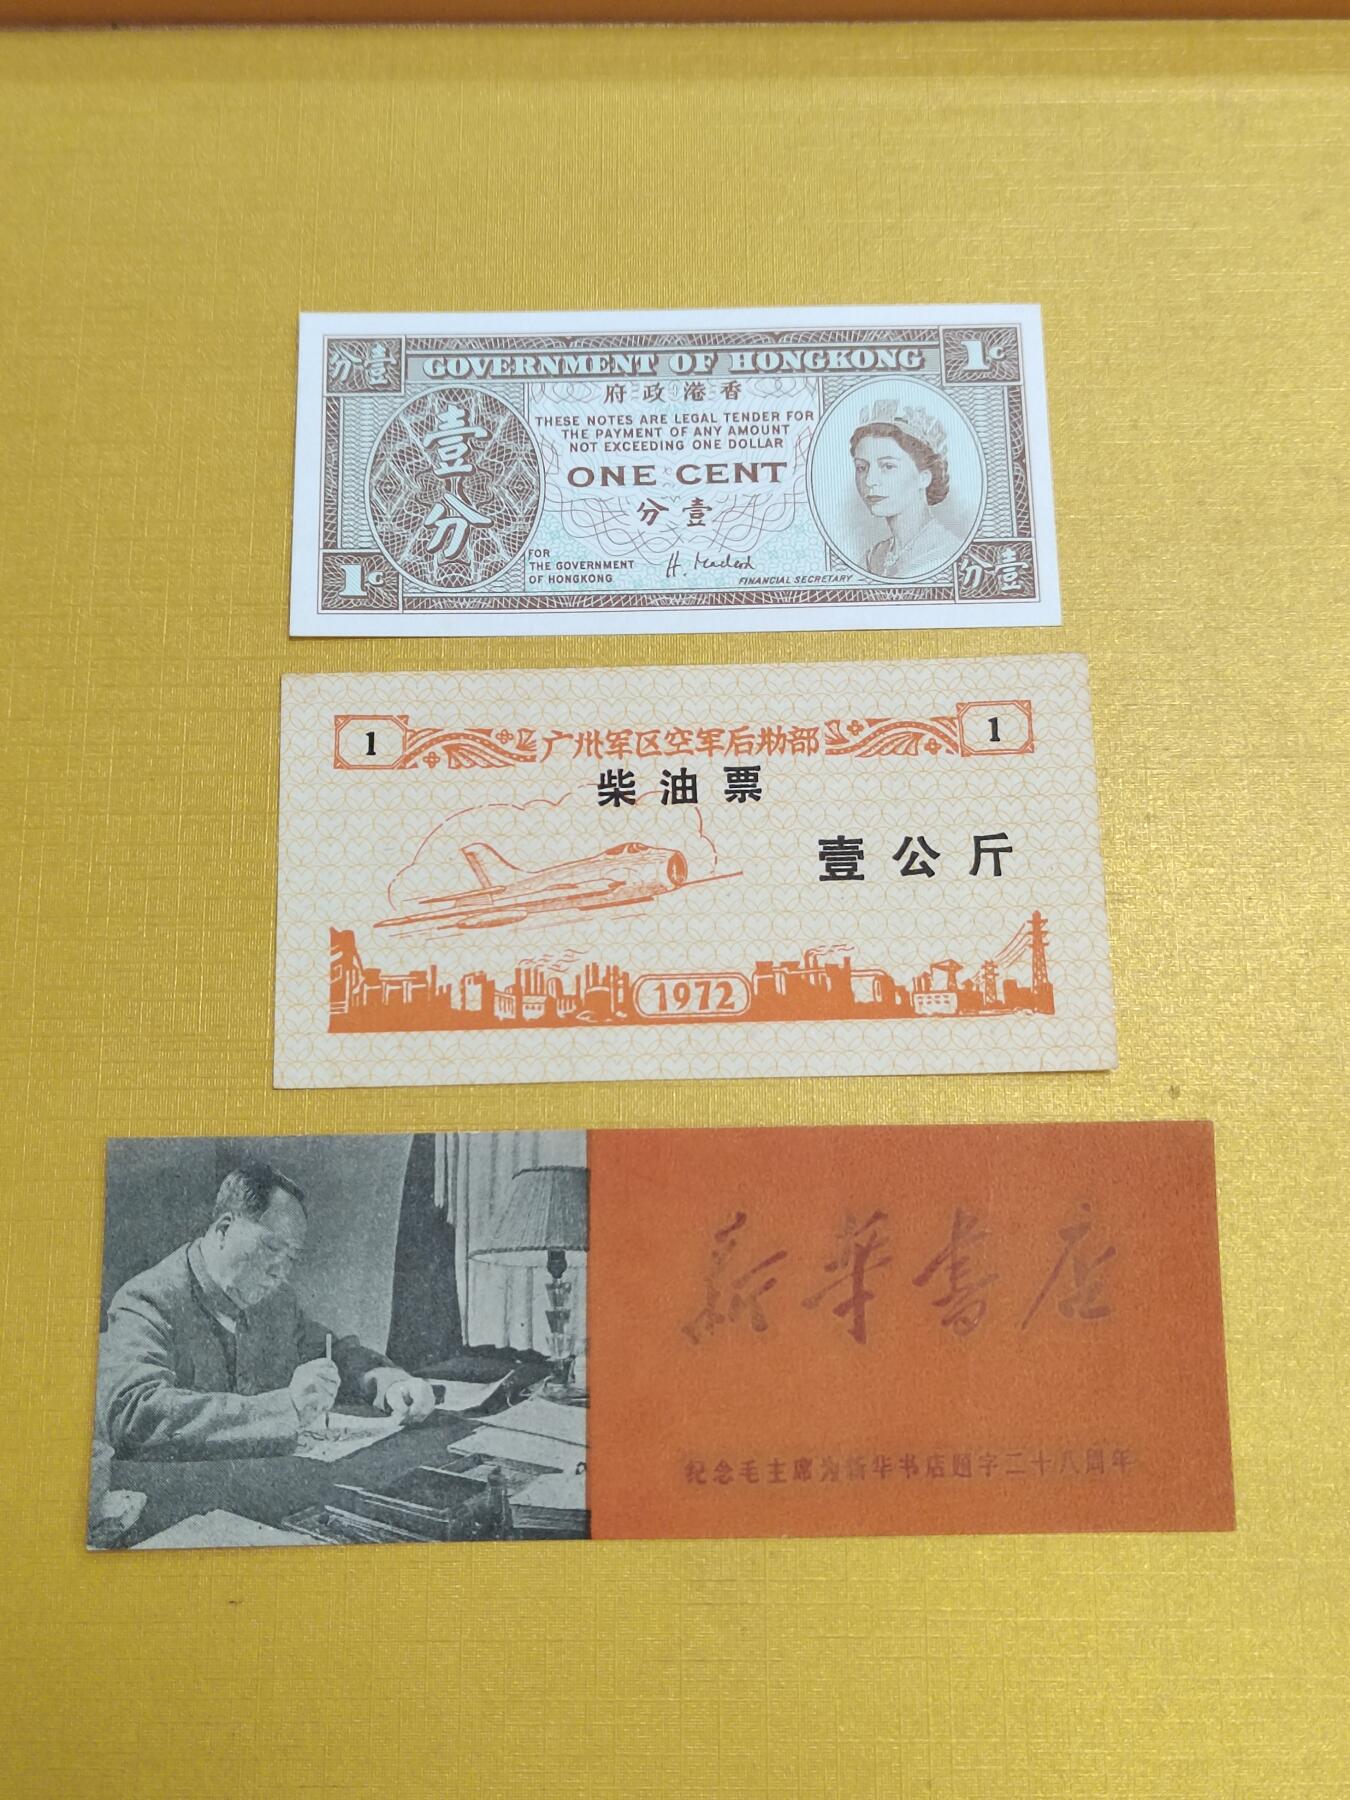 分壹
GOVERNMENT OF HONGKONG
1¢
府政港香
THESE NOTES ARE LEGAL TENDER FOR
THE PAYMENT OF ANY AMOUNT
NOT EXCEEDING ONE DOLLAR
壹分
ONE CENT
分壹
FOR
THE GOVERNMENT
OF HONGKONG
FINANCIAL SECRETARY
1¢
分壹
1
广州军区空军后勤部
1
柴油票
壹公斤
1972
新华书店
纪念毛主席为新华书店题字二十八周年